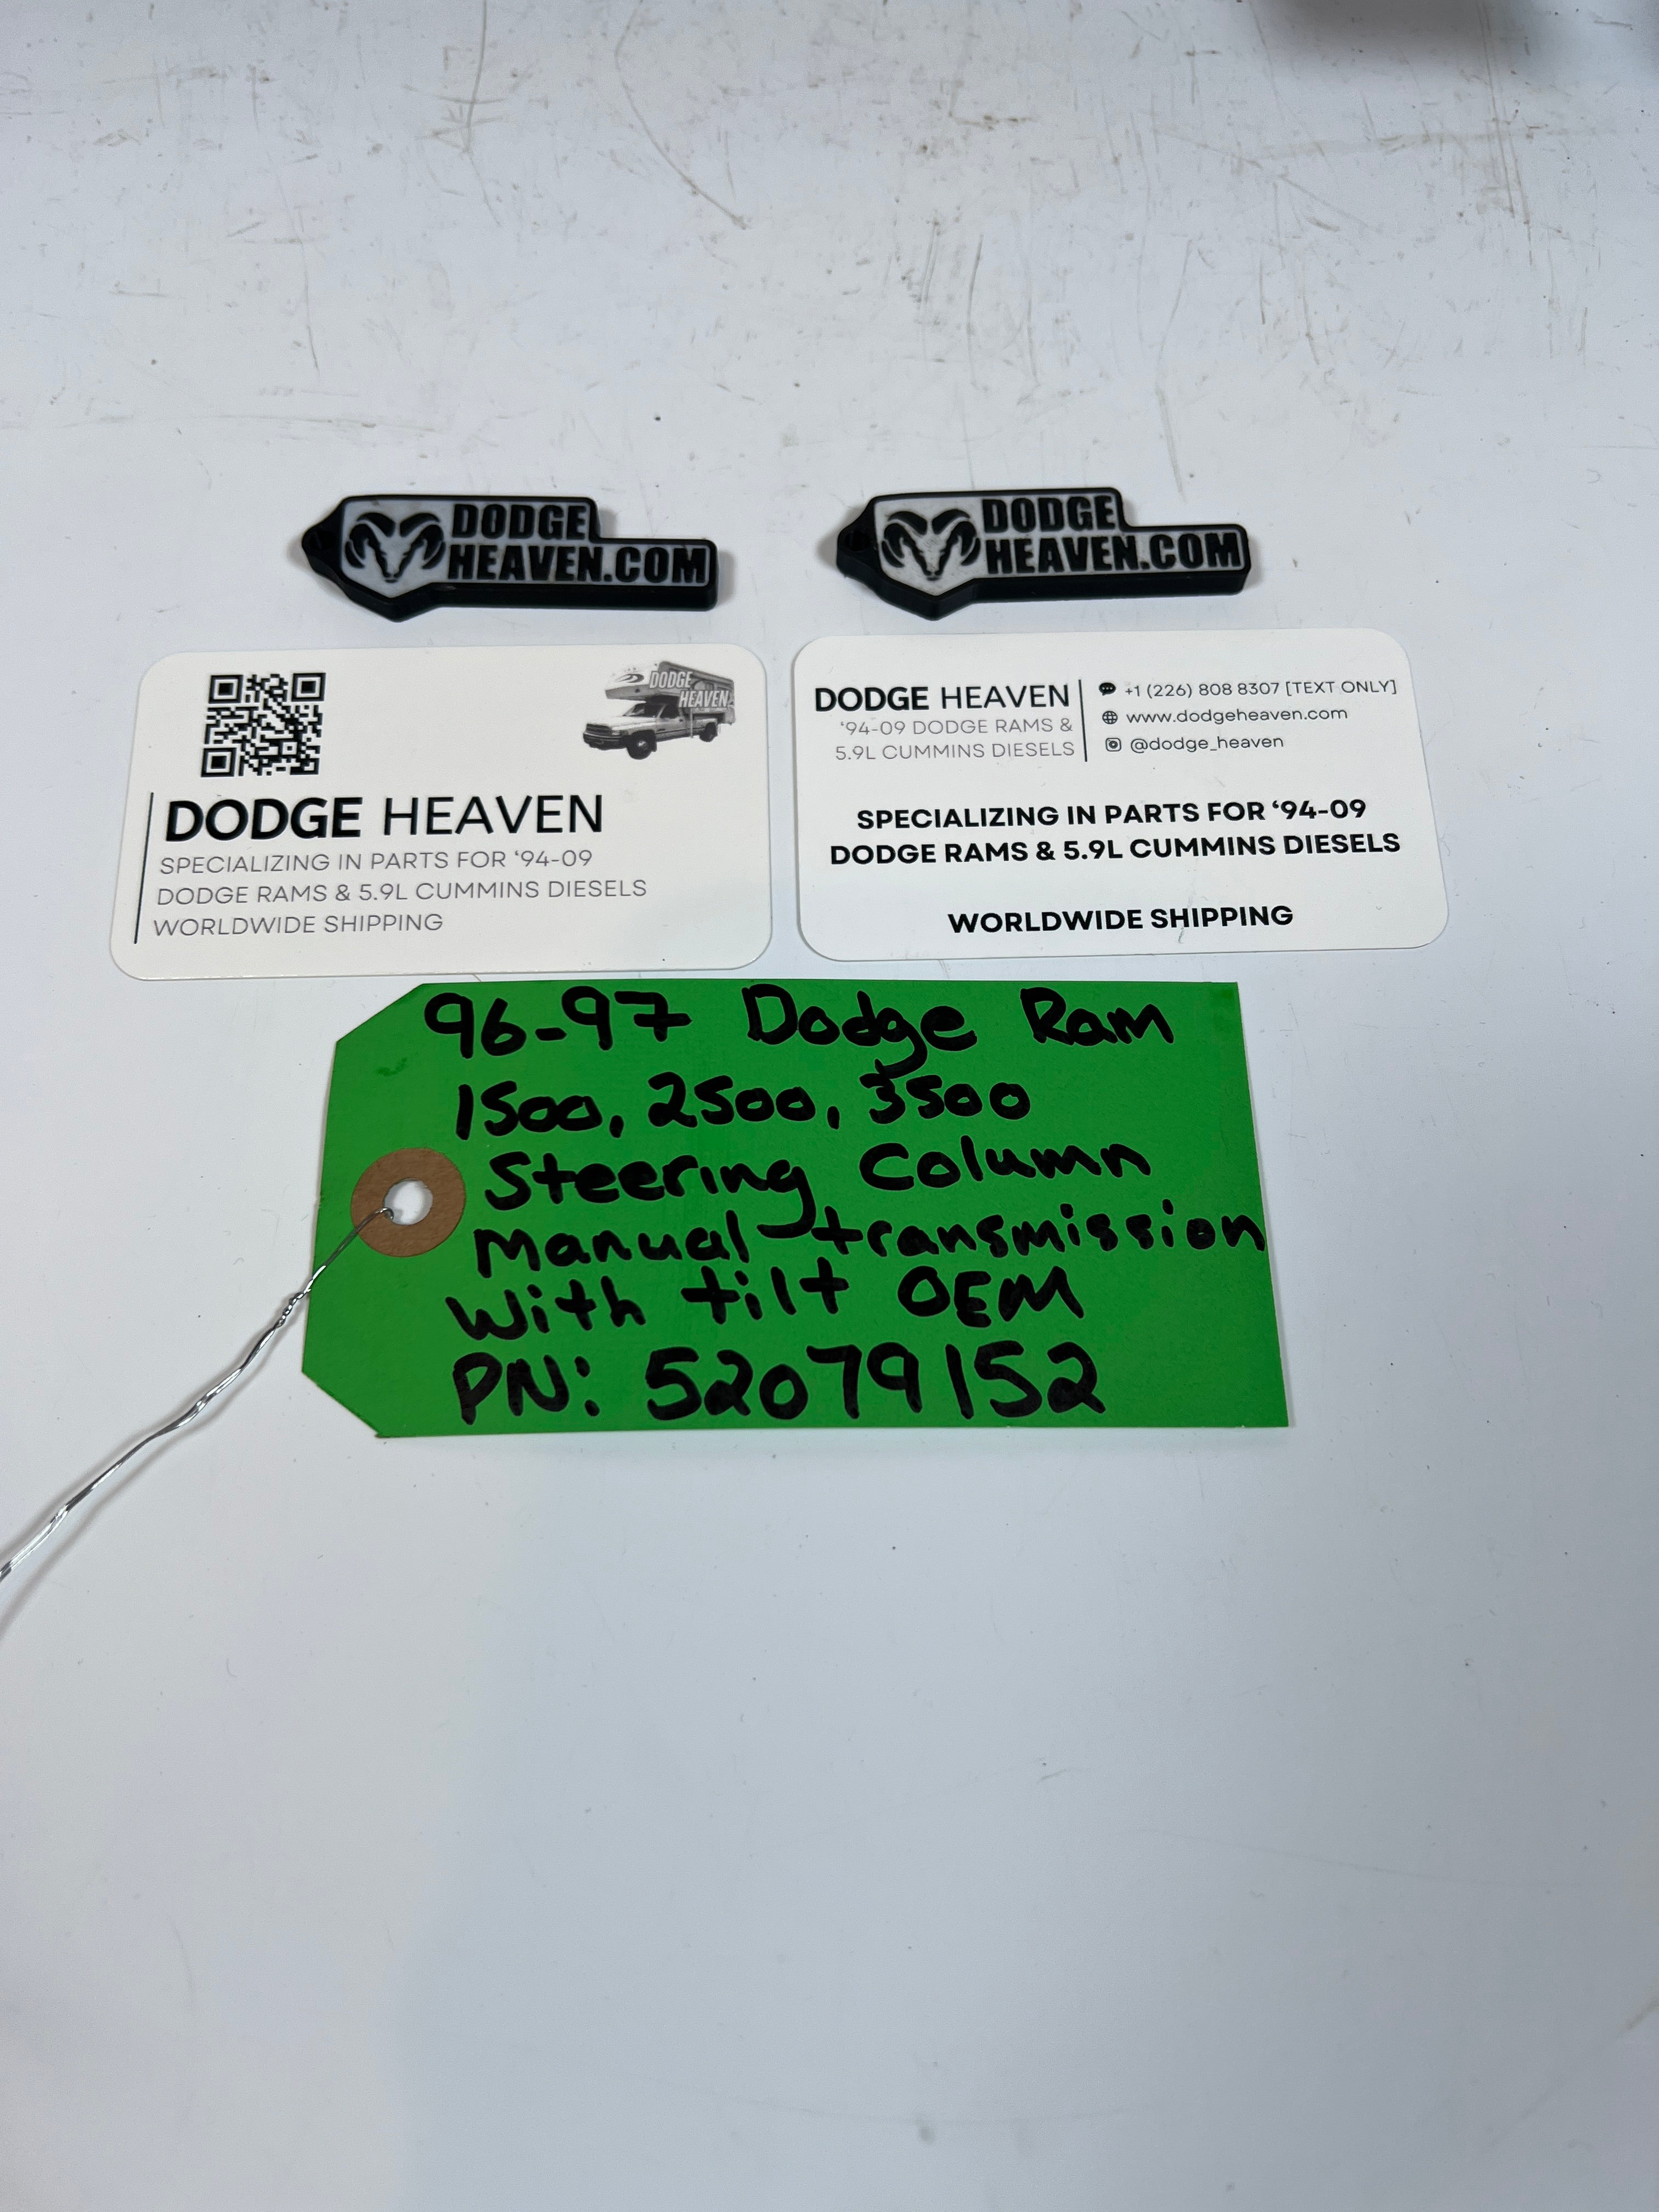 DODGE
HEAVEN.COM
DODGE
HEAVEN.COM
DODGE
HEAVEN
DODGE HEAVEN
SPECIALIZING IN PARTS FOR ‘94-09
DODGE RAMS & 5.9L CUMMINS DIESELS
WORLDWIDE SHIPPING
DODGE HEAVEN
‘94-09 DODGE RAMS &
5.9L CUMMINS DIESELS
+1 (226) 808 8307 [TEXT ONLY]
www.dodgeheaven.com
@dodge_heaven
SPECIALIZING IN PARTS FOR ‘94-09
DODGE RAMS & 5.9L CUMMINS DIESELS
WORLDWIDE SHIPPING
96-97 Dodge Ram
1500, 2500, 3500
Steering Column
Manual transmission
With tilt OEM
PN: 52079152